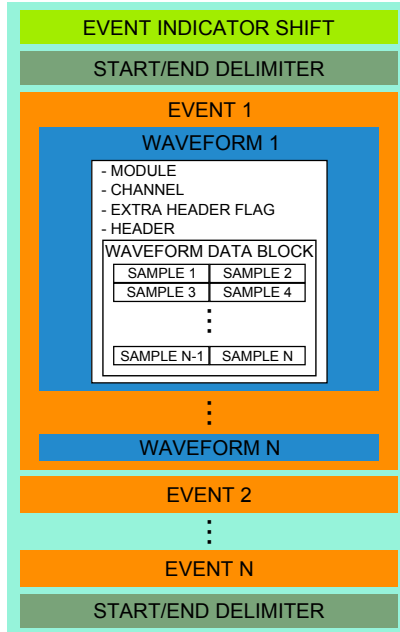 EVENT INDICATOR SHIFT
START/END DELIMITER
EVENT 1
WAVEFORM 1
- MODULE
- CHANNEL
- EXTRA HEADER FLAG
- HEADER
WAVEFORM DATA BLOCK
SAMPLE 1 SAMPLE 2
SAMPLE 3 SAMPLE 4
SAMPLE N-1 SAMPLE N
WAVEFORM N
EVENT 2
EVENT N
START/END DELIMITER